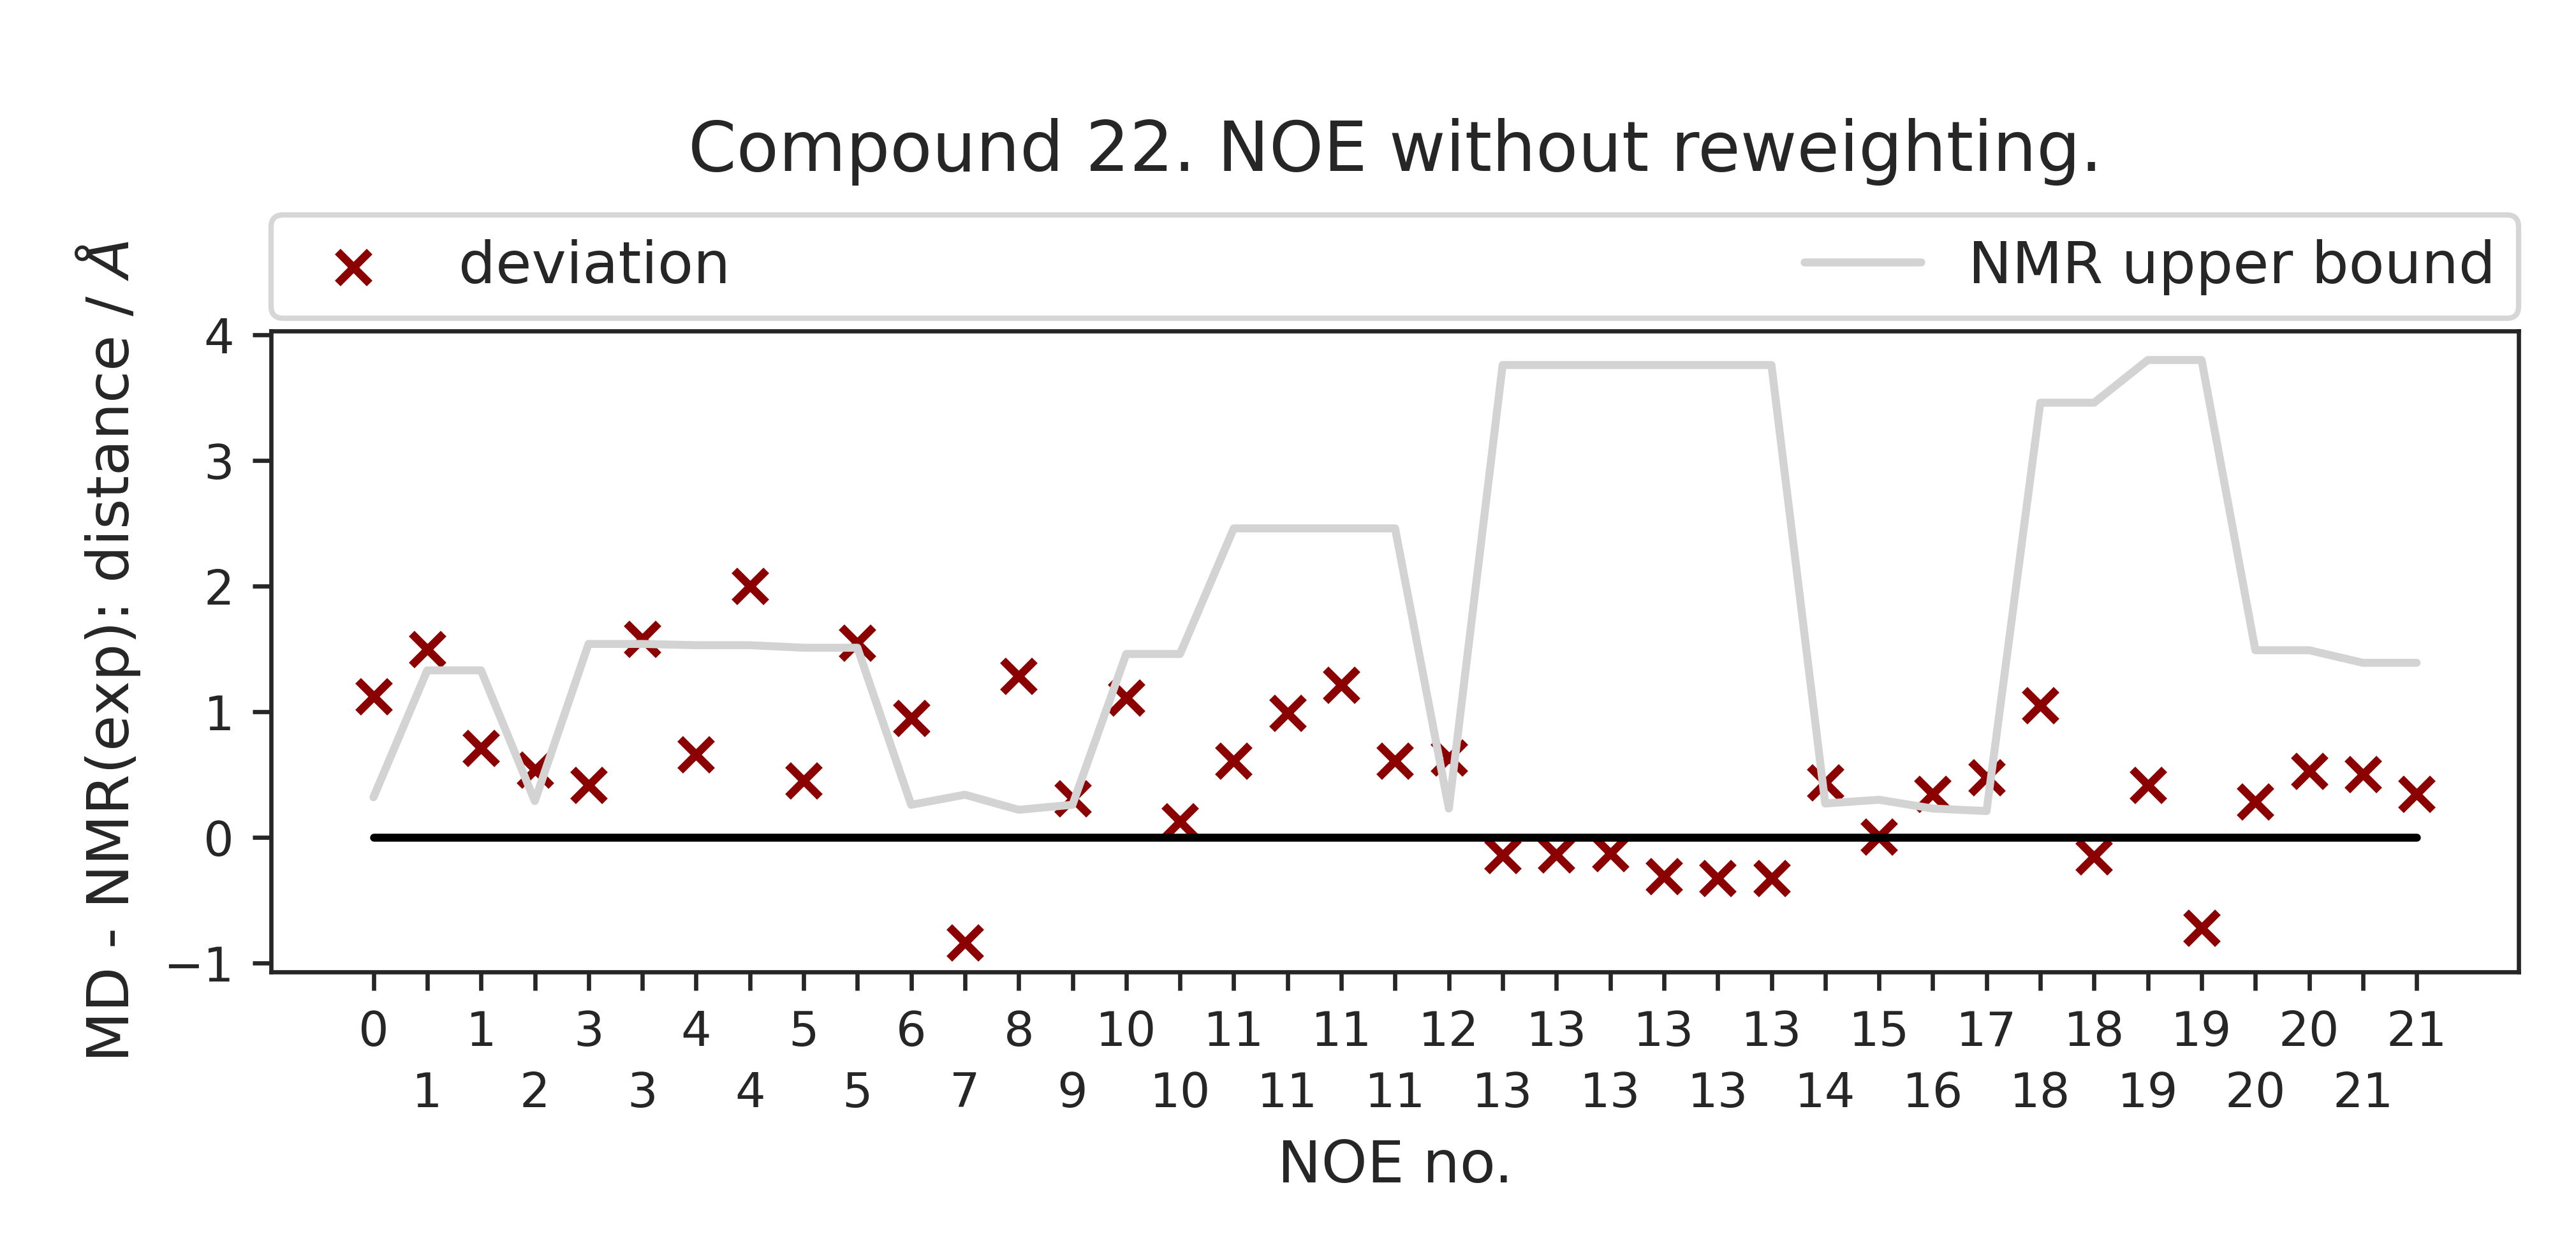 Compound 22. NOE without reweighting.
deviation
NMR upper bound
MD - NMR(exp): distance / Å
4
3
2
1
0
−1
0 1 3 4 5 6 8 10 11 11 12 13 13 13 15 17 18 19 20 21
1 2 3 4 5 7 9 10 11 11 13 13 13 14 16 18 19 20 21
NOE no.